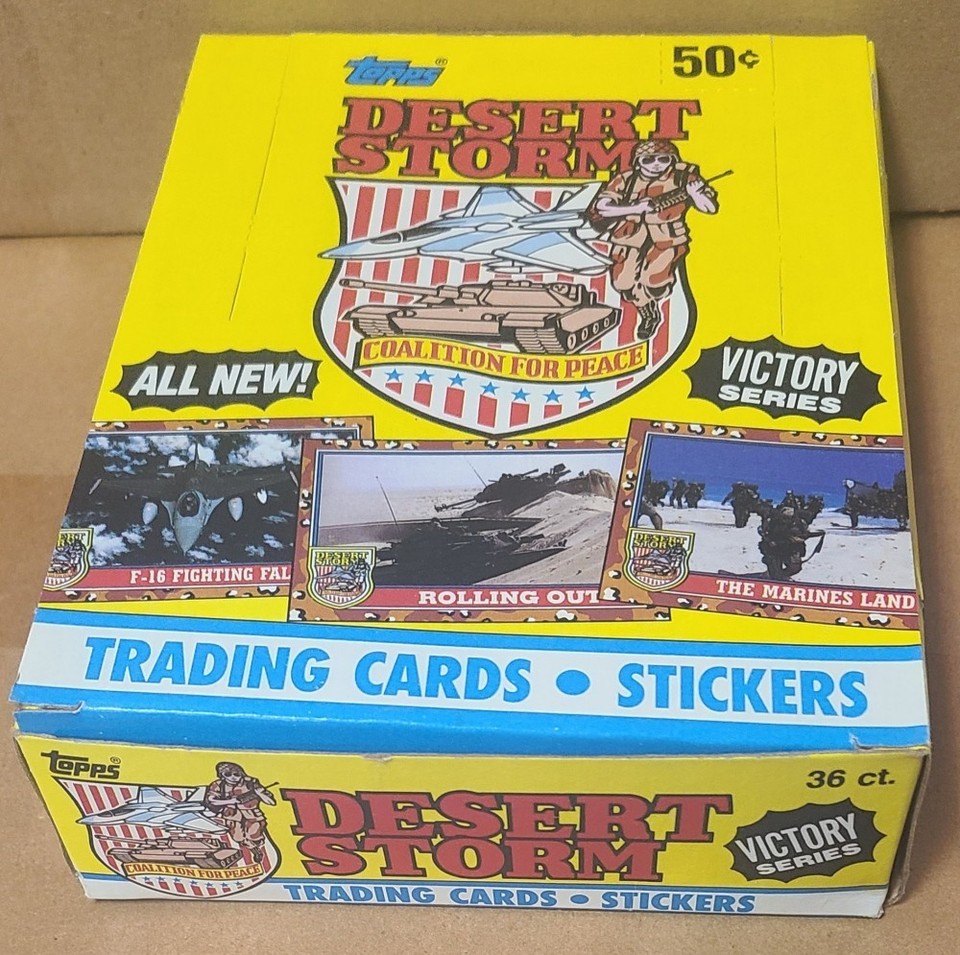 topps®
50¢
DESERT
STORM
COALITION FOR PEACE
ALL NEW!
VICTORY
SERIES
DESERT
STORM
F-16 FIGHTING FAL
DESERT
STORM
ROLLING OUT
DESERT
STORM
THE MARINES LAND
TRADING CARDS • STICKERS
topps®
36 ct.
DESERT
STORM
COALITION FOR PEACE
VICTORY
SERIES
TRADING CARDS • STICKERS